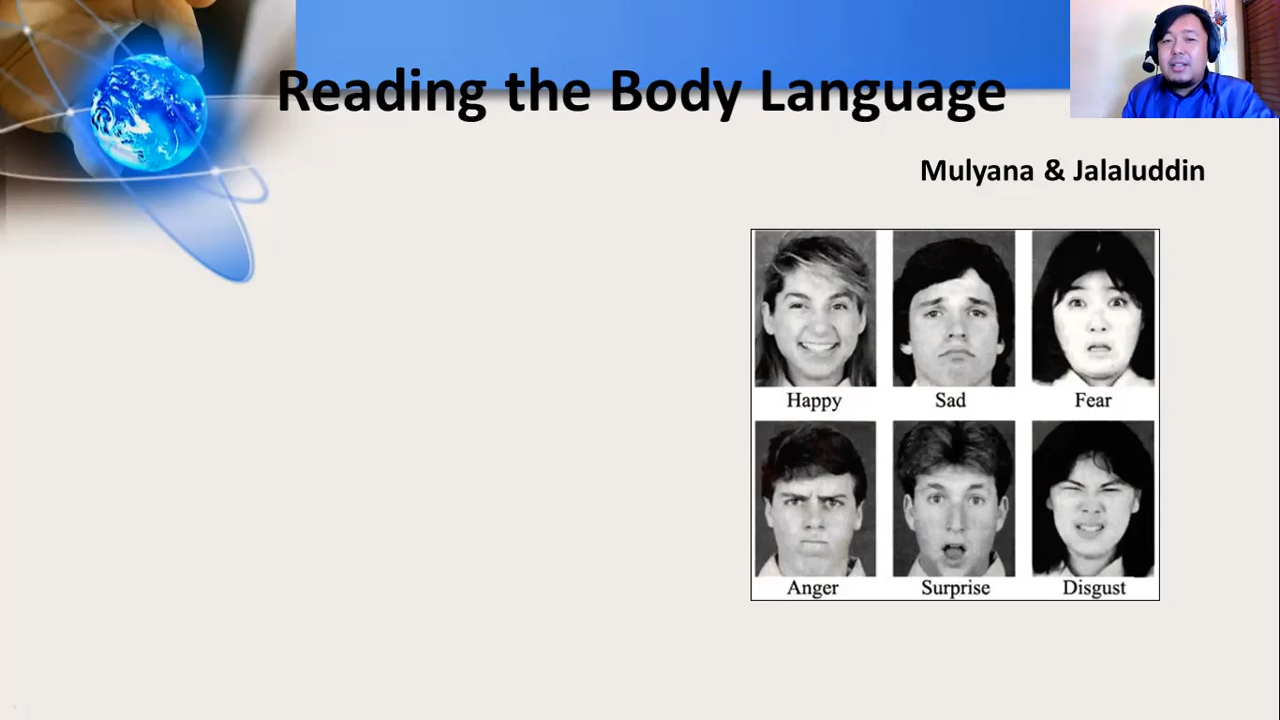 Reading the Body Language
Mulyana & Jalaluddin
Happy Sad Fear
Anger Surprise Disgust